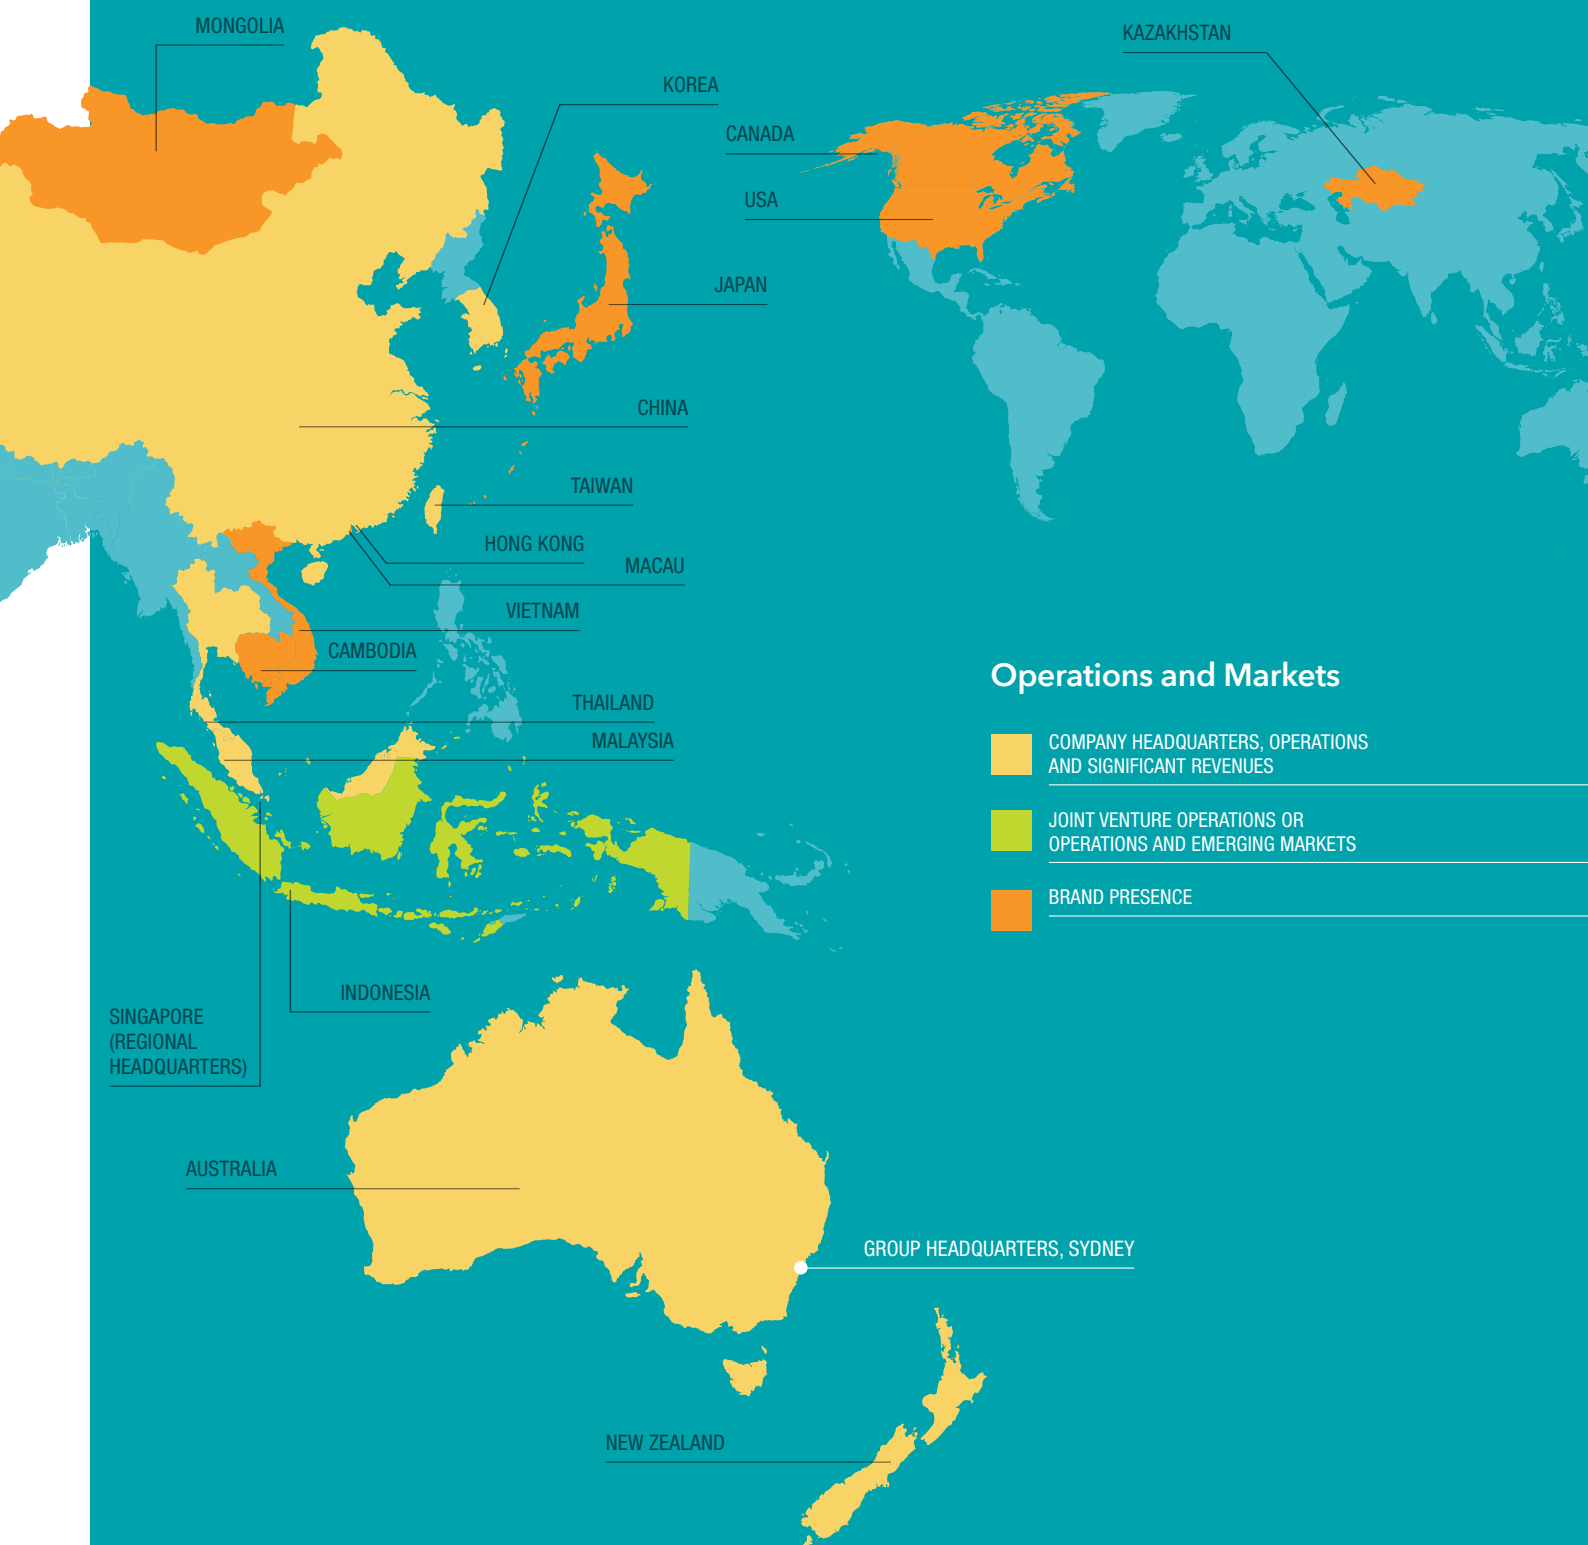 MONGOLIA
KAZAKHSTAN
KOREA
CANADA
USA
JAPAN
CHINA
TAIWAN
HONG KONG
MACAU
VIETNAM
CAMBODIA
THAILAND
MALAYSIA
Operations and Markets
COMPANY HEADQUARTERS, OPERATIONS
AND SIGNIFICANT REVENUES
JOINT VENTURE OPERATIONS OR
OPERATIONS AND EMERGING MARKETS
BRAND PRESENCE
INDONESIA
SINGAPORE
(REGIONAL
HEADQUARTERS)
AUSTRALIA
GROUP HEADQUARTERS, SYDNEY
NEW ZEALAND